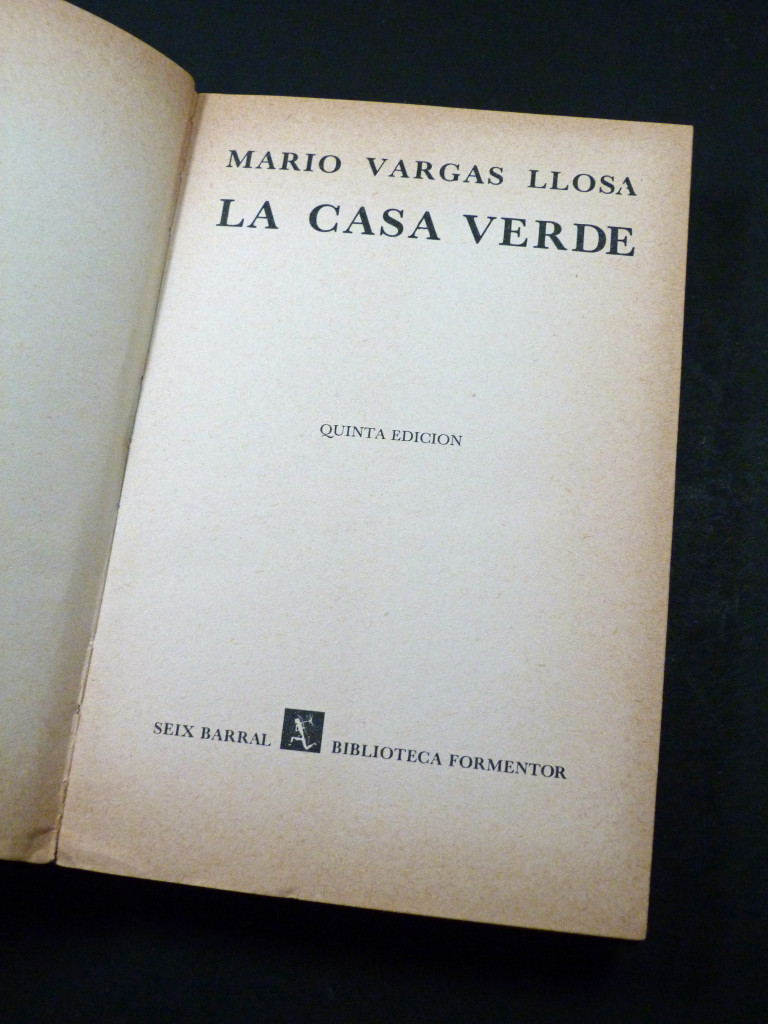 MARIO VARGAS LLOSA
LA CASA VERDE
QUINTA EDICION
SEIX BARRAL BIBLIOTECA FORMENTOR